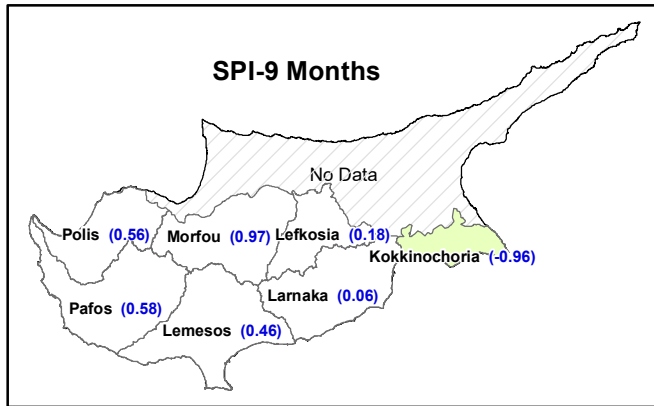 SPI-9 Months
No Data
Polis (0.56)
Morfou (0.97)
Lefkosia (0.18)
Kokkinochoria (-0.96)
Pafos (0.58)
Larnaka (0.06)
Lemesos (0.46)